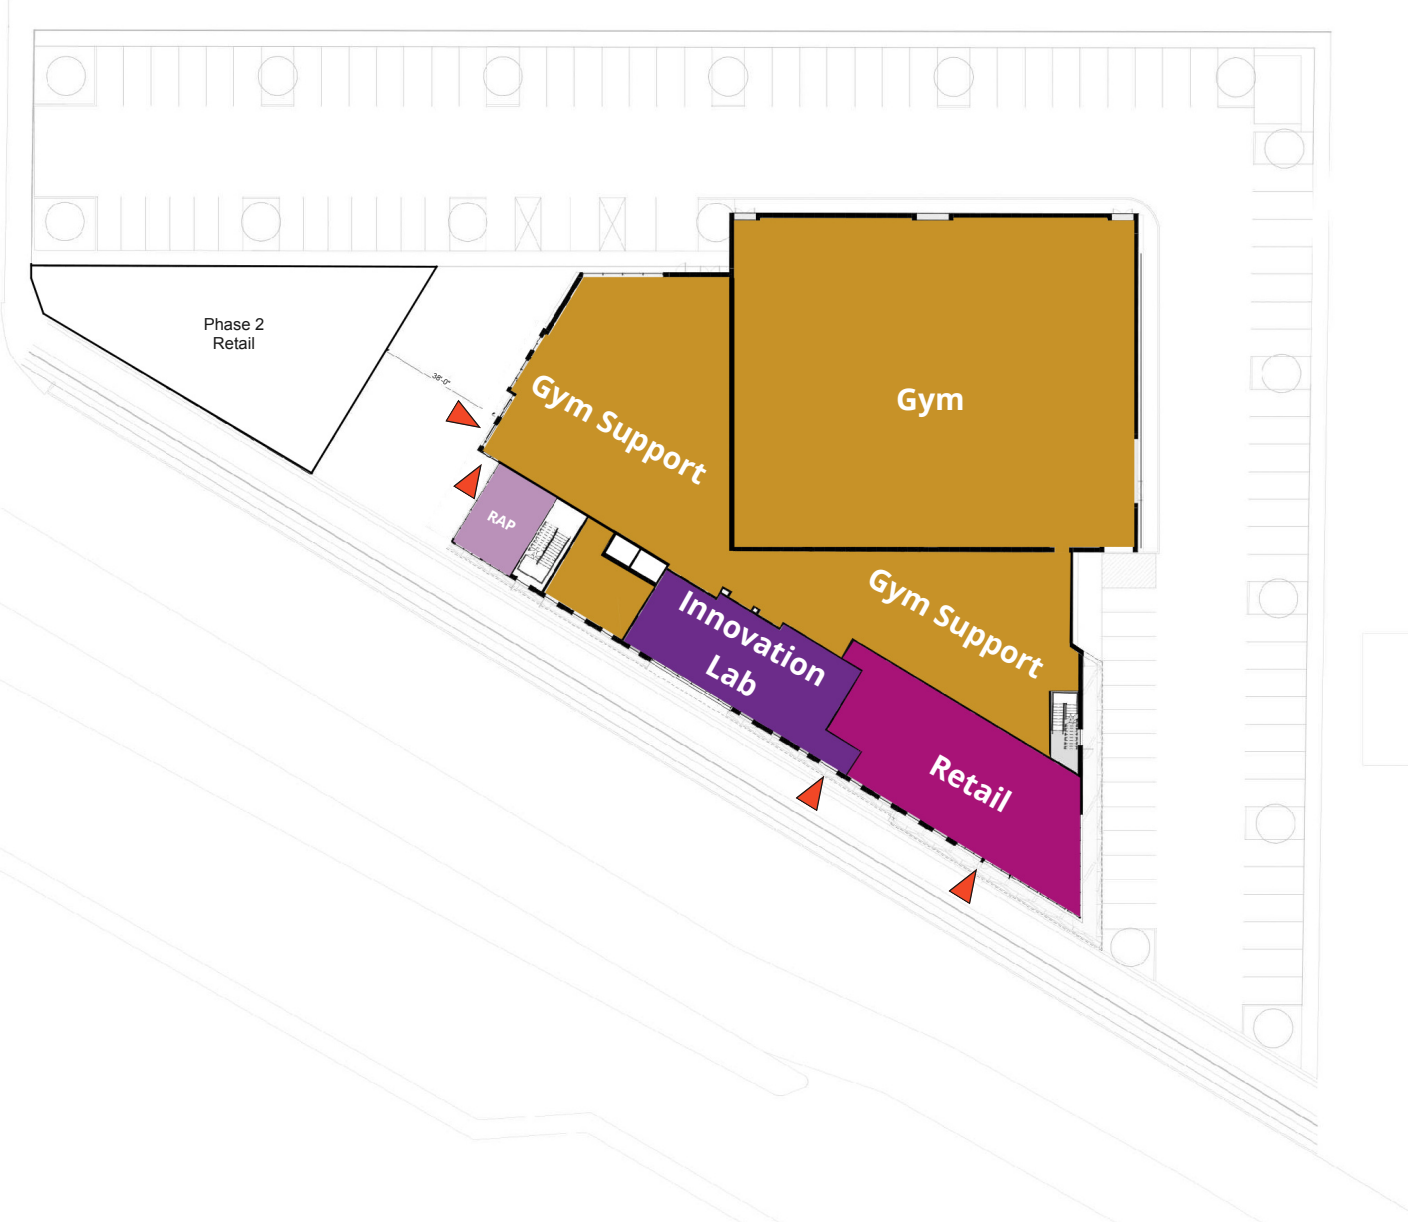 Phase 2
Retail
38'-0"
Gym Support
Gym
RAP
Gym Support
Innovation
Lab
Retail